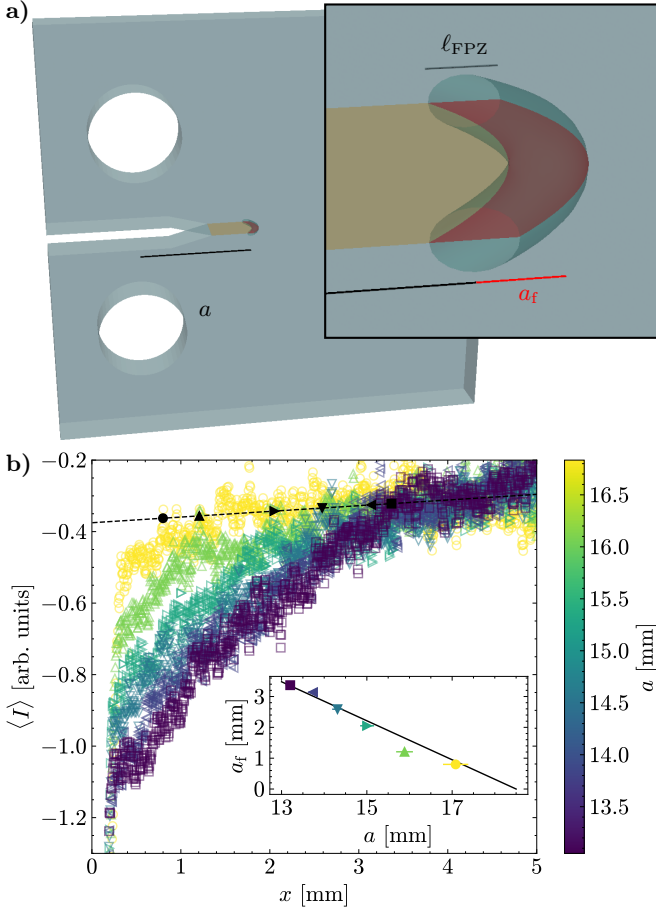 a)
ℓFPZ
af
a
b)
−0.2
−0.4
−0.6
−0.8
−1.0
−1.2
⟨I⟩ [arb. units]
0 1 2 3 4 5
x [mm]
3
2
1
0
af [mm]
13 15 17
a [mm]
16.5
16.0
15.5
15.0
14.5
14.0
13.5
a [mm]